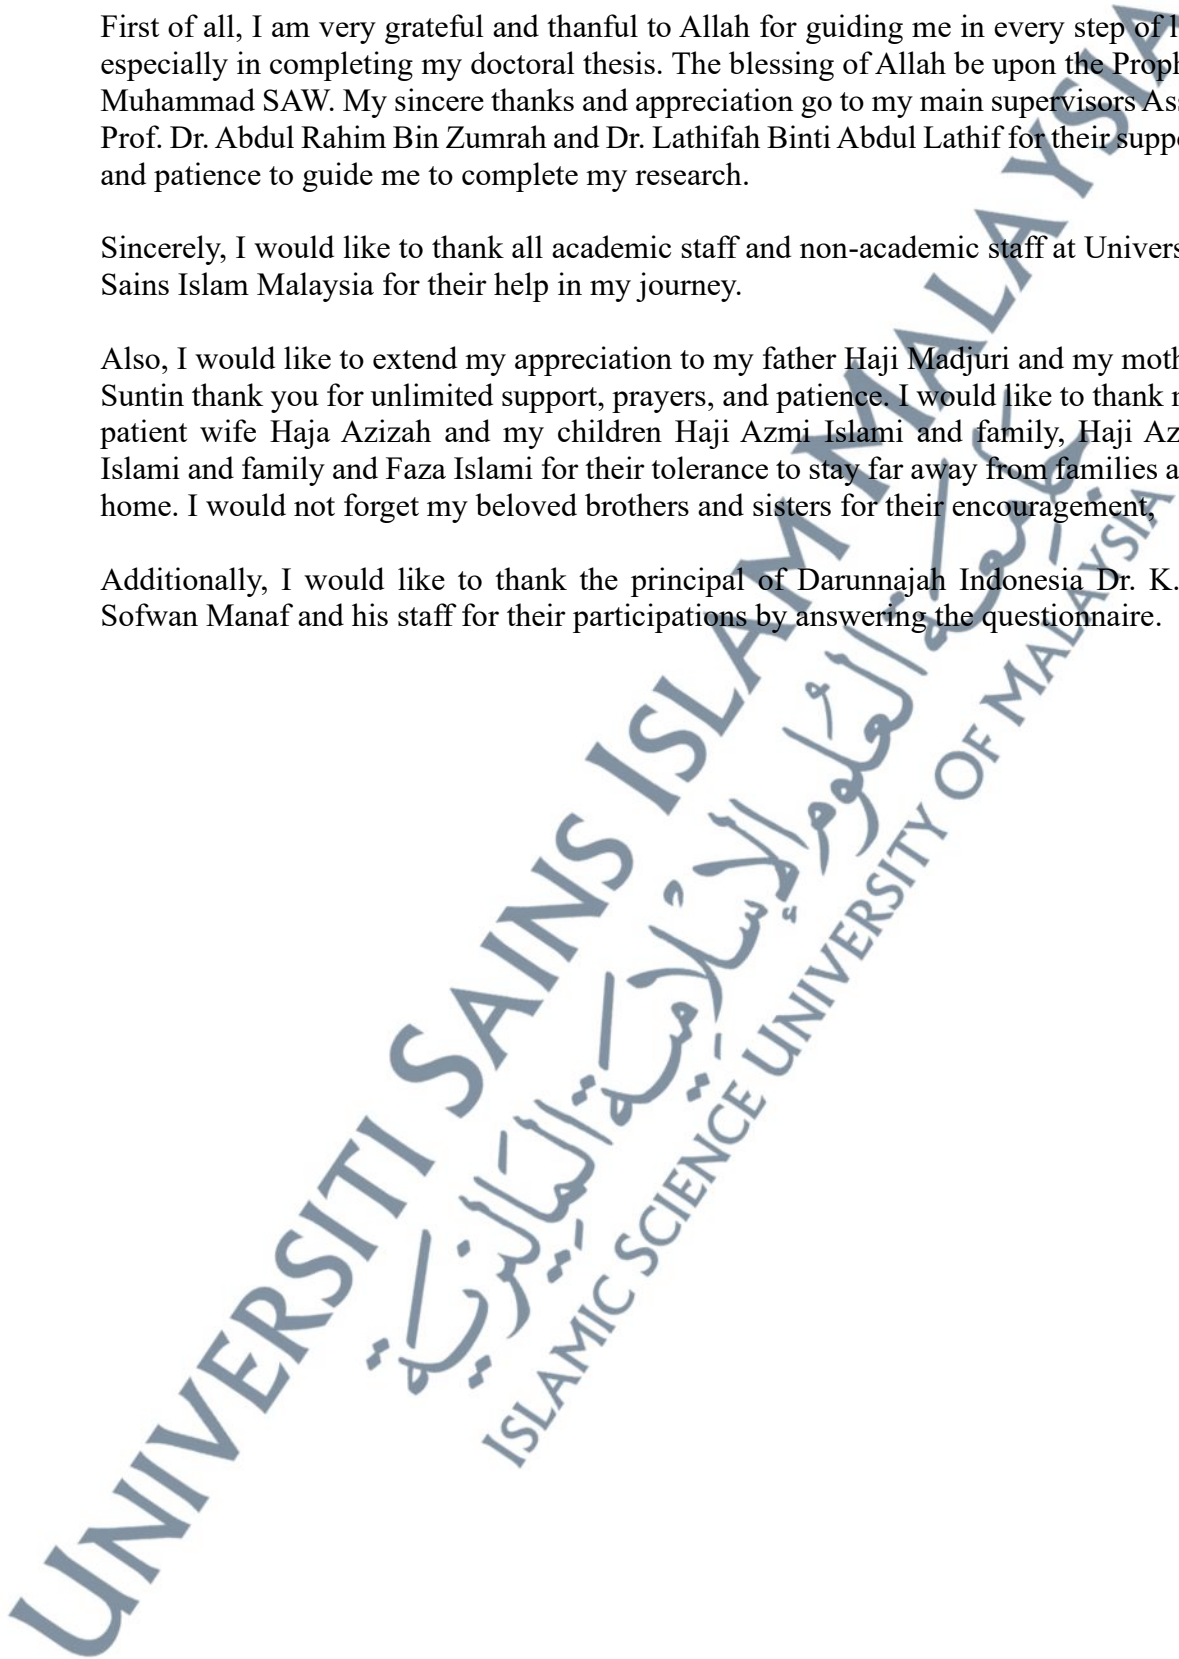 First of all, I am very grateful and thanful to Allah for guiding me in every step of
especially in completing my doctoral thesis. The blessing of Allah be upon the
Muhammad SAW. My sincere thanks and appreciation go to my main supervisors
Prof. Dr. Abdul Rahim Bin Zumrah and Dr. Lathifah Binti Abdul Lathif for their
and patience to guide me to complete my research.
Sincerely, I would like to thank all academic staff and non-academic staff at
Sains Islam Malaysia for their help in my journey.
Also, I would like to extend my appreciation to my father Haji Madjuri and my
Suntin thank you for unlimited support, prayers, and patience. I would like to thank
patient wife Haja Azizah and my children Haji Azmi Islami and family, Haji
Islami and family and Faza Islami for their tolerance to stay far away from families
home. I would not forget my beloved brothers and sisters for their encouragement,
Additionally, I would like to thank the principal of Darunnajah Indonesia Dr. K.
Sofwan Manaf and his staff for their participations by answering the questionnaire.
UNIVERSITI SAINS ISLAM MALAYSIA
جامعة العلوم الإسلامية الماليزية
ISLAMIC SCIENCE UNIVERSITY OF MALAYSIA